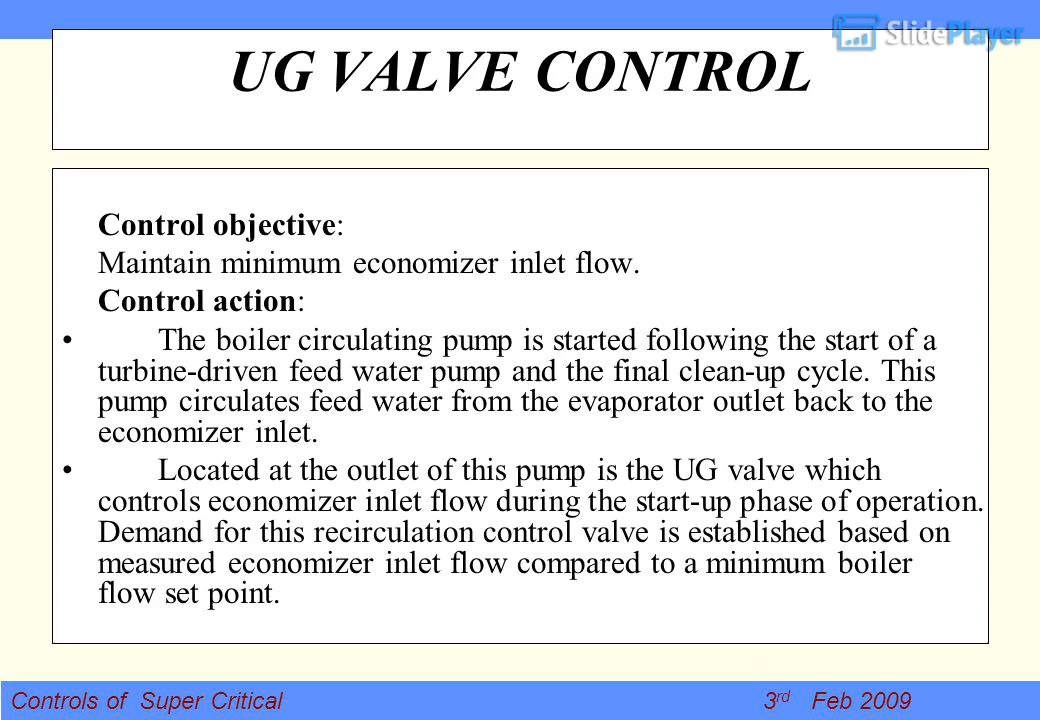 SlidePlayer
UG VALVE CONTROL
Control objective:
Maintain minimum economizer inlet flow.
Control action:
• The boiler circulating pump is started following the start of a
turbine-driven feed water pump and the final clean-up cycle. This
pump circulates feed water from the evaporator outlet back to the
economizer inlet.
• Located at the outlet of this pump is the UG valve which
controls economizer inlet flow during the start-up phase of operation.
Demand for this recirculation control valve is established based on
measured economizer inlet flow compared to a minimum boiler
flow set point.
Controls of Super Critical 3rd Feb 2009